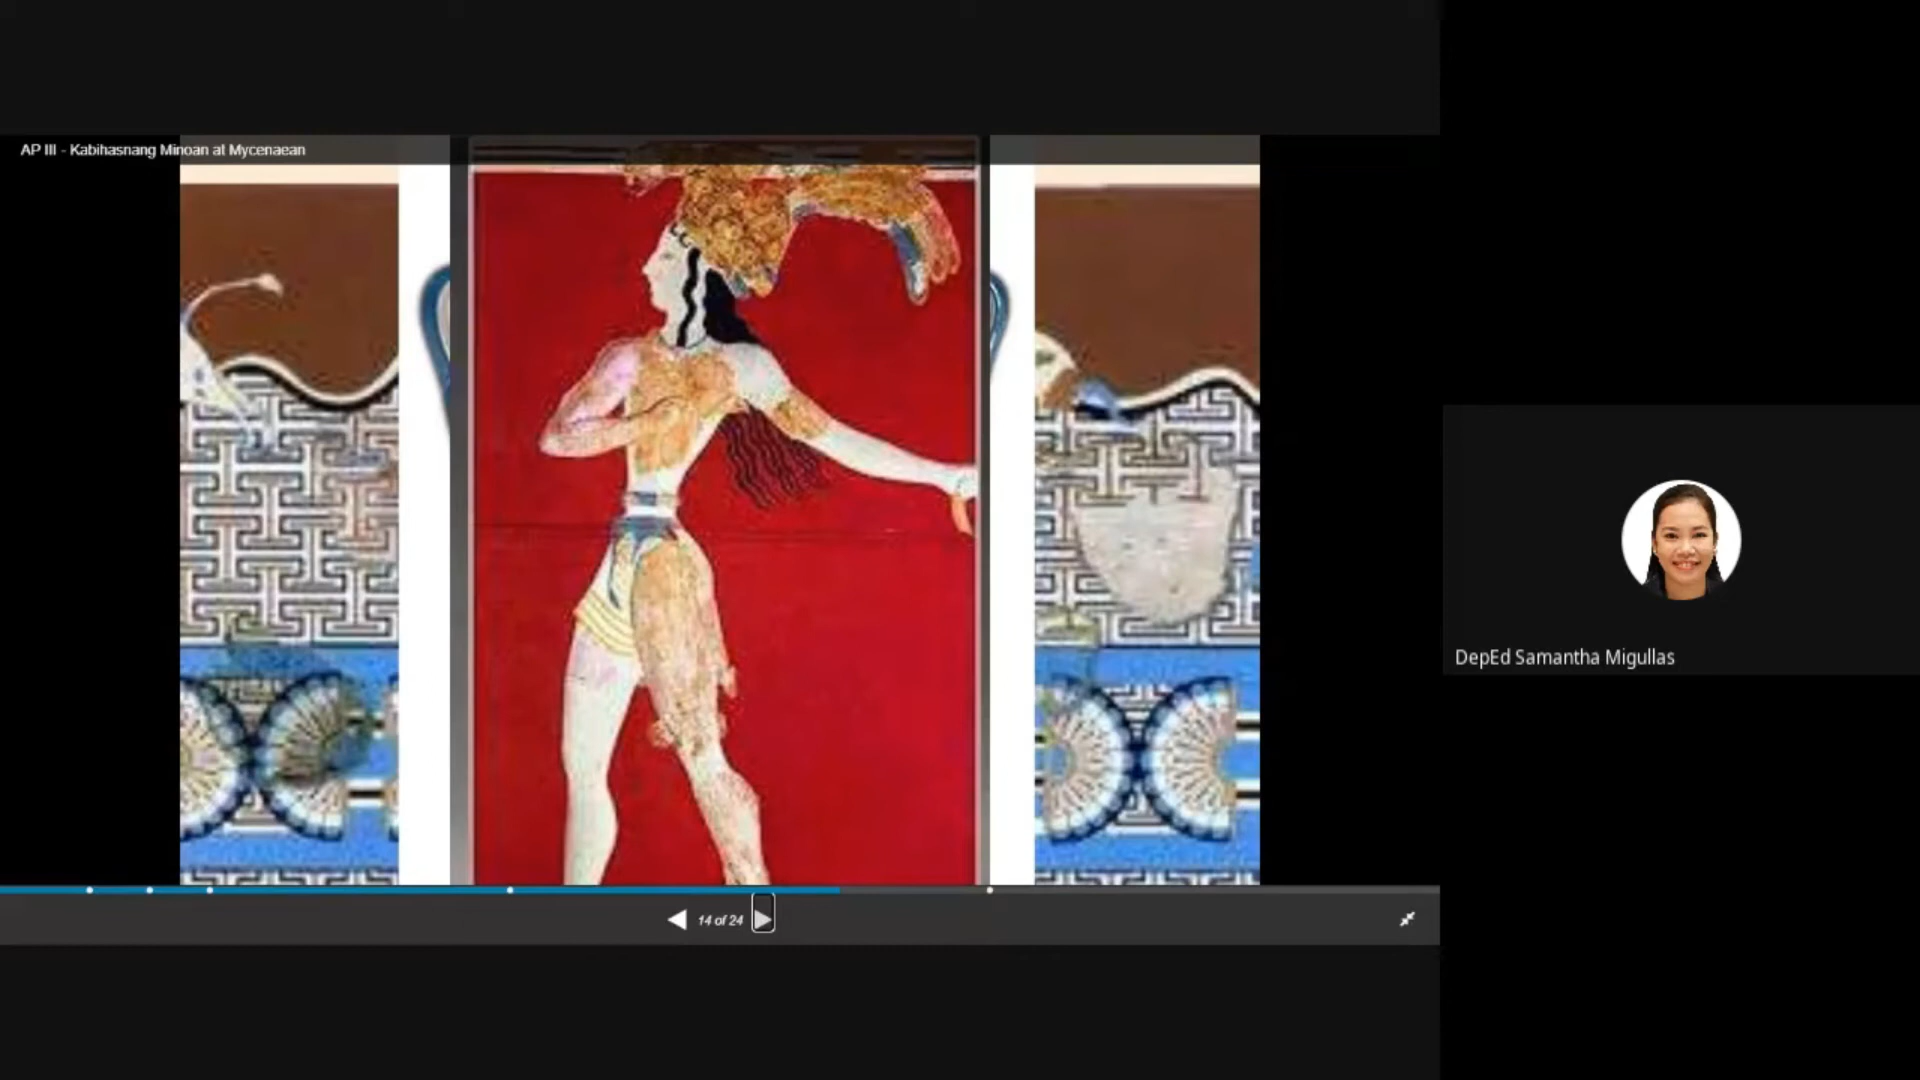 AP III - Kabihasnang Minoan at Mycenaean
DepEd Samantha Migullas
14 of 24